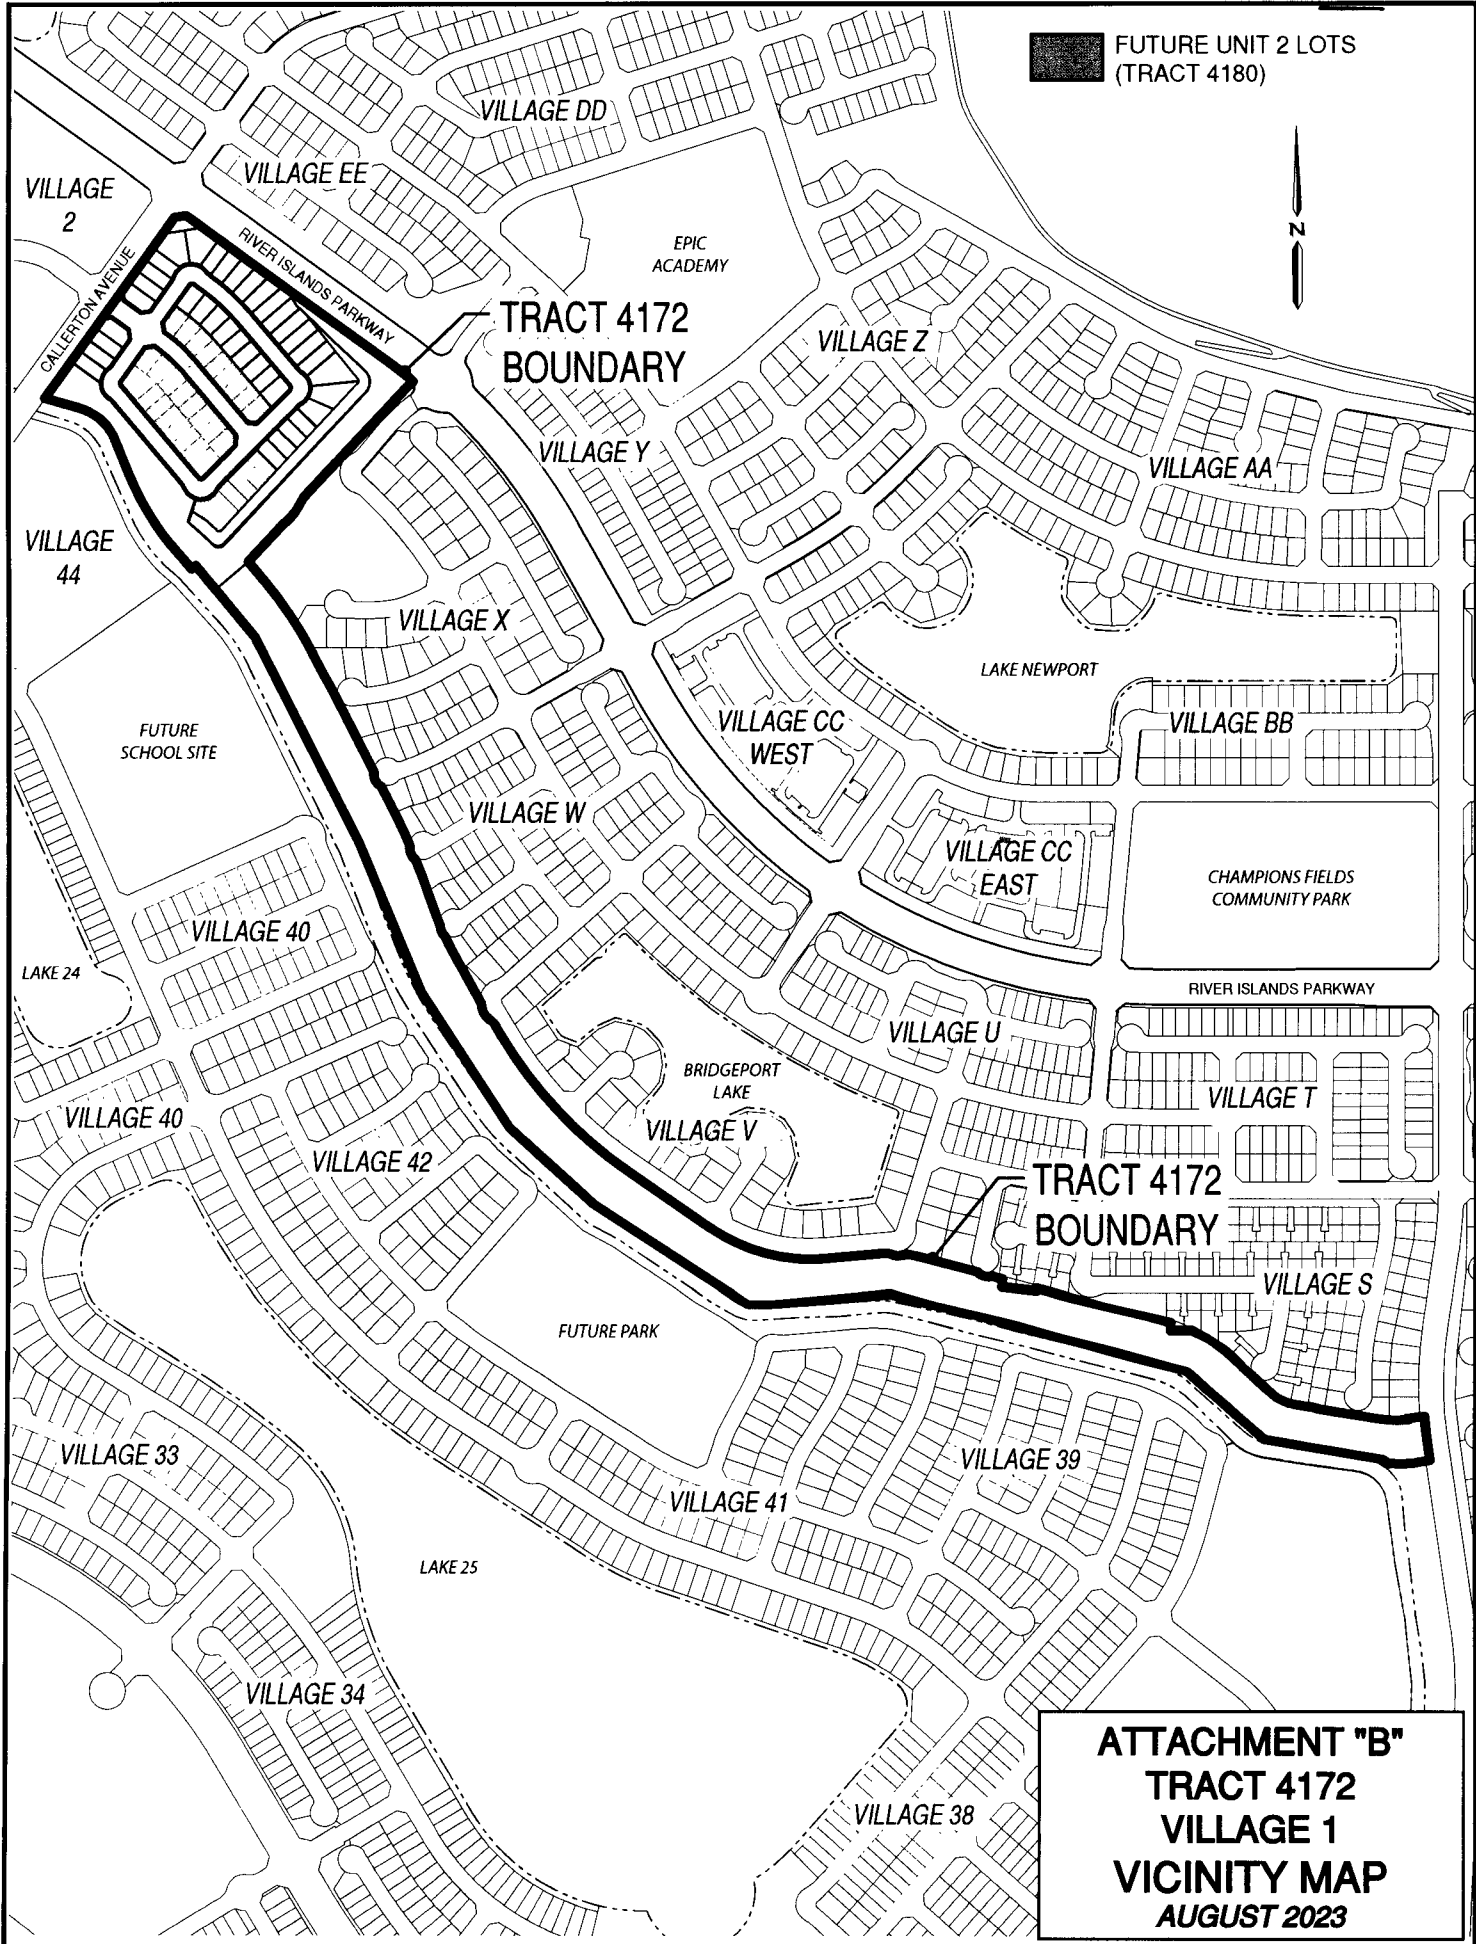 FUTURE UNIT 2 LOTS
(TRACT 4180)
VILLAGE DD
VILLAGE EE
VILLAGE
2
N
CALLERTON AVENUE
RIVER ISLANDS PARKWAY
EPIC
ACADEMY
TRACT 4172
BOUNDARY
VILLAGE Z
VILLAGE Y
VILLAGE AA
VILLAGE
44
VILLAGE X
LAKE NEWPORT
FUTURE
SCHOOL SITE
VILLAGE CC
WEST
VILLAGE BB
VILLAGE W
VILLAGE CC
EAST
CHAMPIONS FIELDS
COMMUNITY PARK
VILLAGE 40
LAKE 24
RIVER ISLANDS PARKWAY
VILLAGE U
BRIDGEPORT
LAKE
VILLAGE T
VILLAGE 40
VILLAGE V
VILLAGE 42
TRACT 4172
BOUNDARY
VILLAGE S
FUTURE PARK
VILLAGE 33
VILLAGE 39
VILLAGE 41
LAKE 25
VILLAGE 34
VILLAGE 38
ATTACHMENT "B"
TRACT 4172
VILLAGE 1
VICINITY MAP
AUGUST 2023